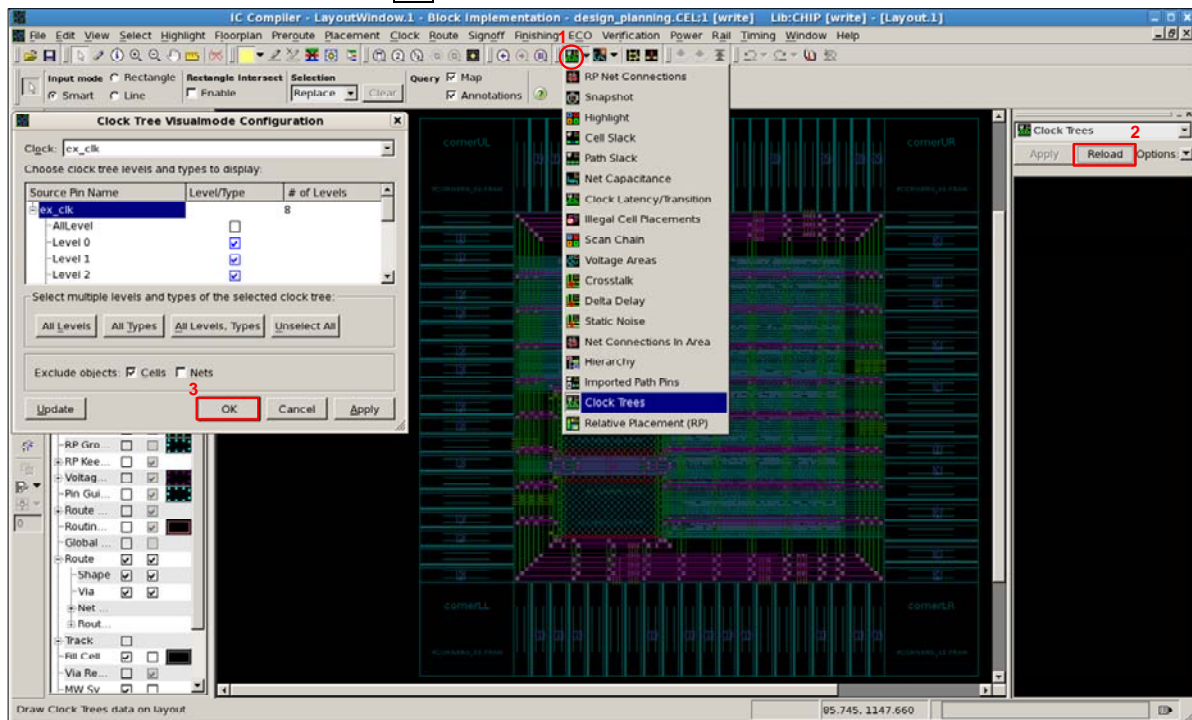 IC Compiler - LayoutWindow.1 - Block Implementation - design_planning.CEL:1 [write] Lib:CHIP [write] - [Layout.1]
File Edit View Select Highlight Floorplan Preroute Placement Clock Route Signoff Finishing ECO Verification Power Rail Timing Window Help
1
Input mode Rectangle Rectangle Intersect Selection Query Map
Smart Line Enable Replace Clear Annotations
RP Net Connections
Snapshot
Highlight
Cell Slack
Path Slack
Net Capacitance
Clock Latency/Transition
Illegal Cell Placements
Scan Chain
Voltage Areas
Crosstalk
Delta Delay
Static Noise
Net Connections In Area
Hierarchy
Imported Path Pins
Clock Trees
Relative Placement (RP)
Clock Trees 2
Apply Reload Options:
Clock Tree Visualmode Configuration
Clock: ex_clk
Choose clock tree levels and types to display:
Source Pin Name Level/Type # of Levels
ex_clk 8
AllLevel
Level 0
Level 1
Level 2
Select multiple levels and types of the selected clock tree:
All Levels All Types All Levels, Types Unselect All
Exclude objects: Cells Nets
3
Update OK Cancel Apply
RP Gro...
RP Kee...
Voltag...
Pin Gui...
Route ...
Routin...
Global ...
Route
Shape
Via
Net ...
Rout...
Track
Fill Cell
Via Re...
MW Sv
0
cornerUL
cornerUR
cornerLL
cornerLR
Draw Clock Trees data on layout
85.745, 1147.660